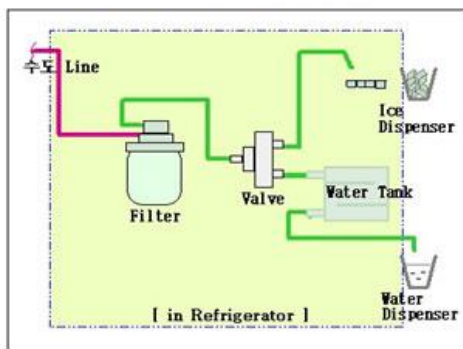 수도 Line
Ice
Dispenser
Filter
Valve
Water Tank
Water
Dispenser
[ in Refrigerator ]